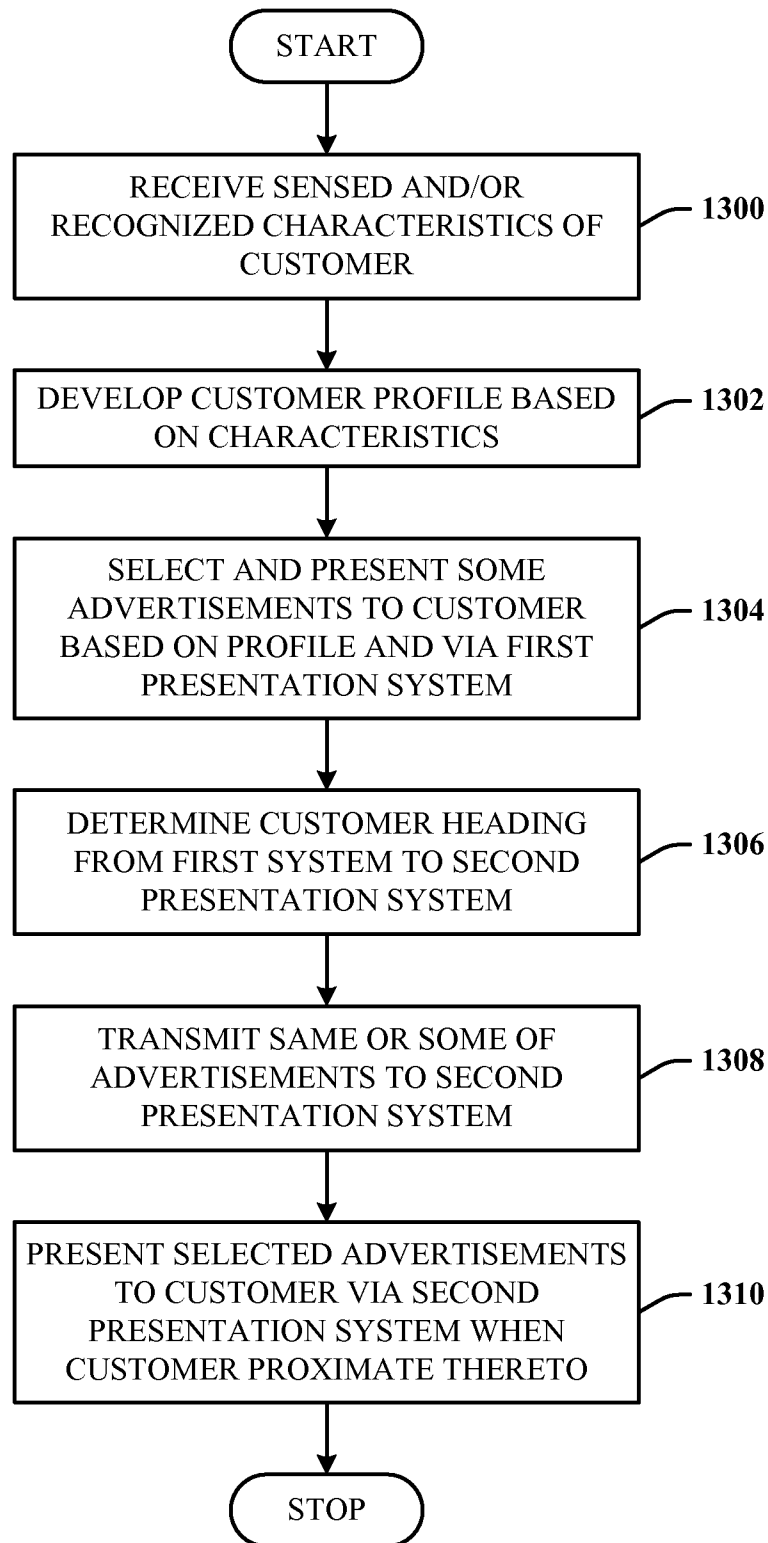 START
RECEIVE SENSED AND/OR
RECOGNIZED CHARACTERISTICS OF
CUSTOMER
1300
DEVELOP CUSTOMER PROFILE BASED
ON CHARACTERISTICS
1302
SELECT AND PRESENT SOME
ADVERTISEMENTS TO CUSTOMER
BASED ON PROFILE AND VIA FIRST
PRESENTATION SYSTEM
1304
DETERMINE CUSTOMER HEADING
FROM FIRST SYSTEM TO SECOND
PRESENTATION SYSTEM
1306
TRANSMIT SAME OR SOME OF
ADVERTISEMENTS TO SECOND
PRESENTATION SYSTEM
1308
PRESENT SELECTED ADVERTISEMENTS
TO CUSTOMER VIA SECOND
PRESENTATION SYSTEM WHEN
CUSTOMER PROXIMATE THERETO
1310
STOP